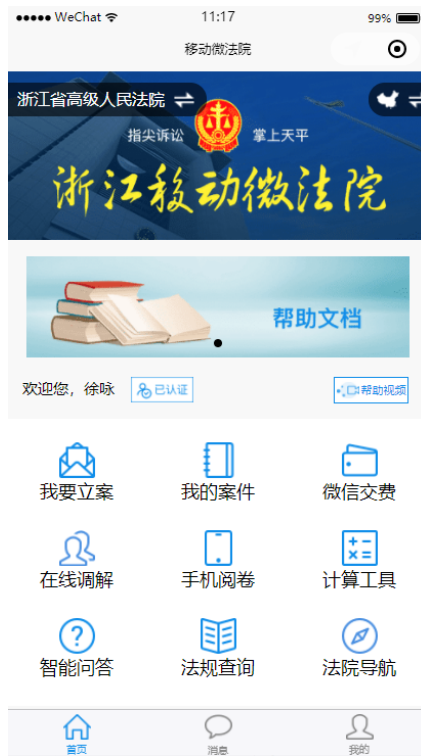 WeChat 11:17 99%
移动微法院
浙江省高级人民法院
指尖诉讼 掌上天平
浙江移动微法院
帮助文档
欢迎您，徐咏 已认证 帮助视频
我要立案 我的案件 微信交费
在线调解 手机阅卷 计算工具
智能问答 法规查询 法院导航
首页 消息 我的